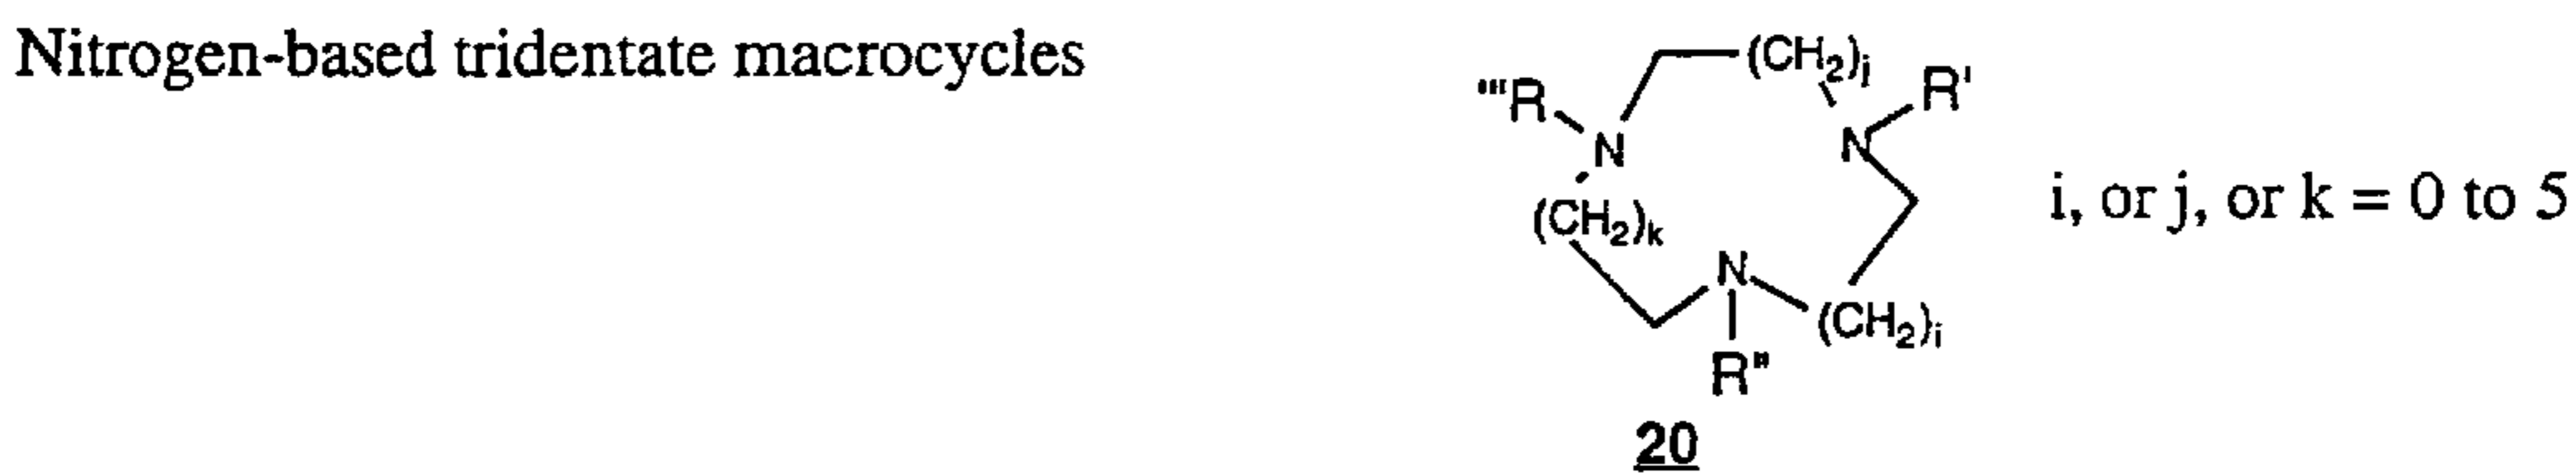 Nitrogen-based tridentate macrocycles
(CH2)j
'''R
R'
N
N
(CH2)k
i, or j, or k = 0 to 5
N
(CH2)i
R"
20